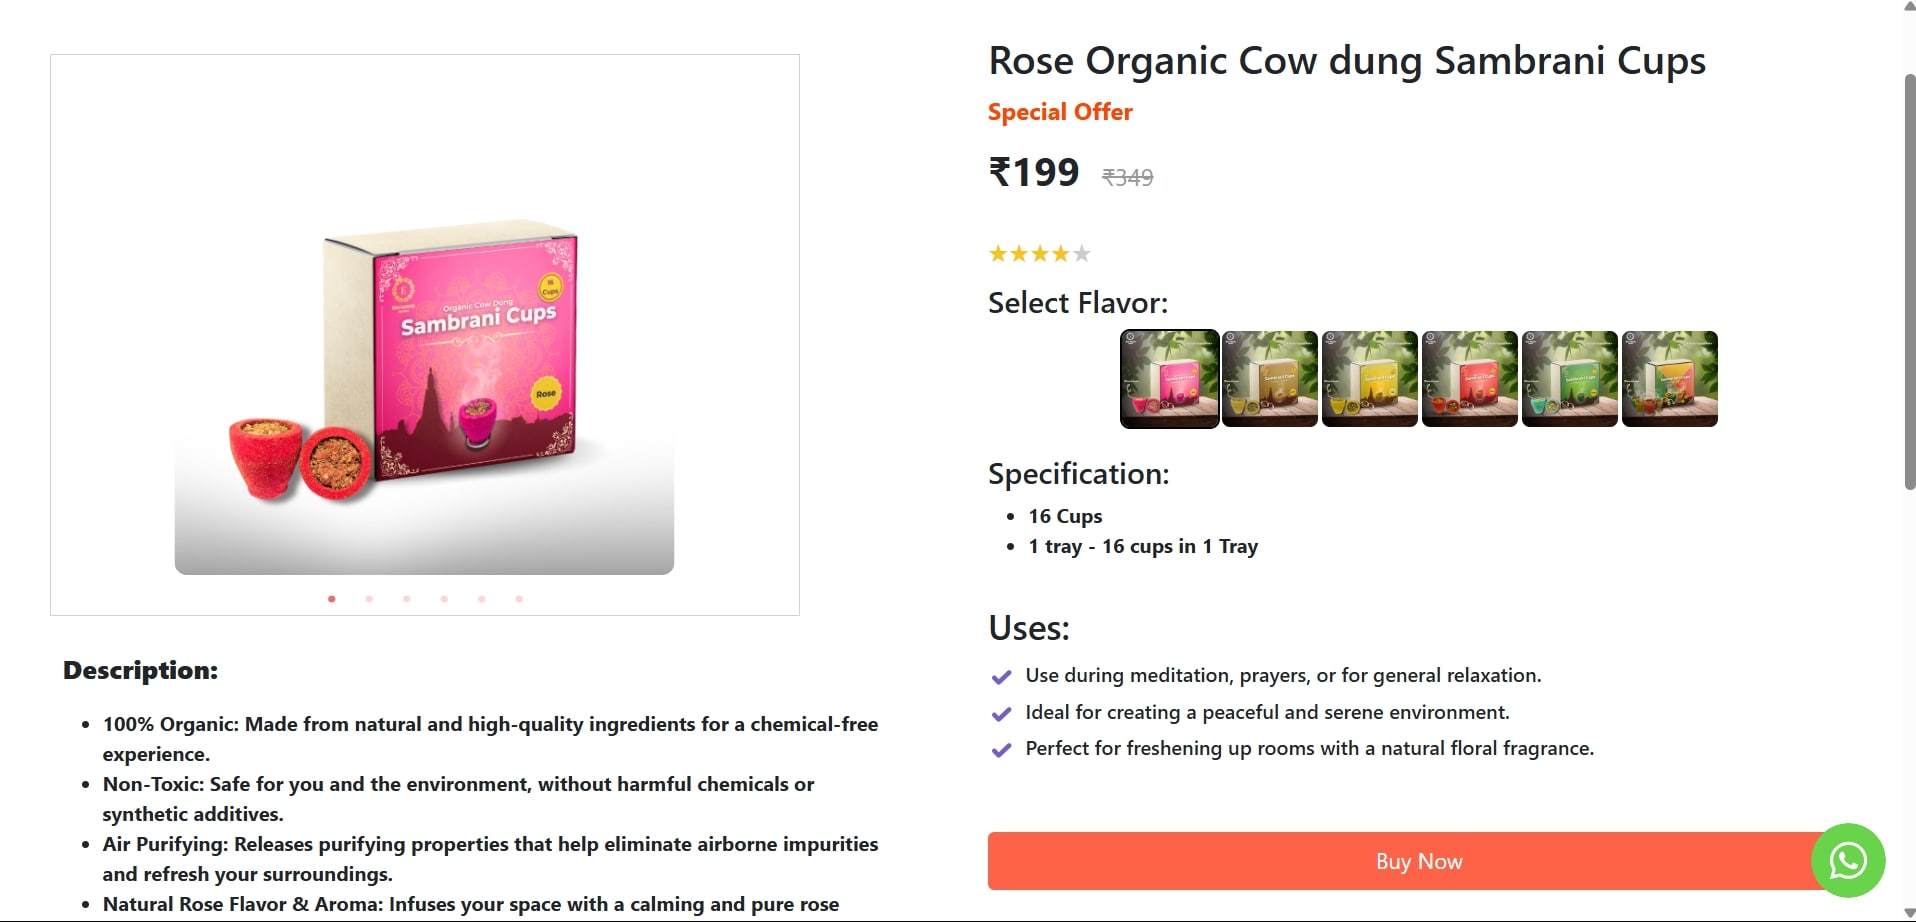 Organic Cow Dung
Sambrani Cups
16
Cups
Rose
Description:
100% Organic: Made from natural and high-quality ingredients for a chemical-free
experience.
Non-Toxic: Safe for you and the environment, without harmful chemicals or
synthetic additives.
Air Purifying: Releases purifying properties that help eliminate airborne impurities
and refresh your surroundings.
Natural Rose Flavor & Aroma: Infuses your space with a calming and pure rose
Rose Organic Cow dung Sambrani Cups
Special Offer
₹199 ₹349
Select Flavor:
Specification:
16 Cups
1 tray - 16 cups in 1 Tray
Uses:
Use during meditation, prayers, or for general relaxation.
Ideal for creating a peaceful and serene environment.
Perfect for freshening up rooms with a natural floral fragrance.
Buy Now